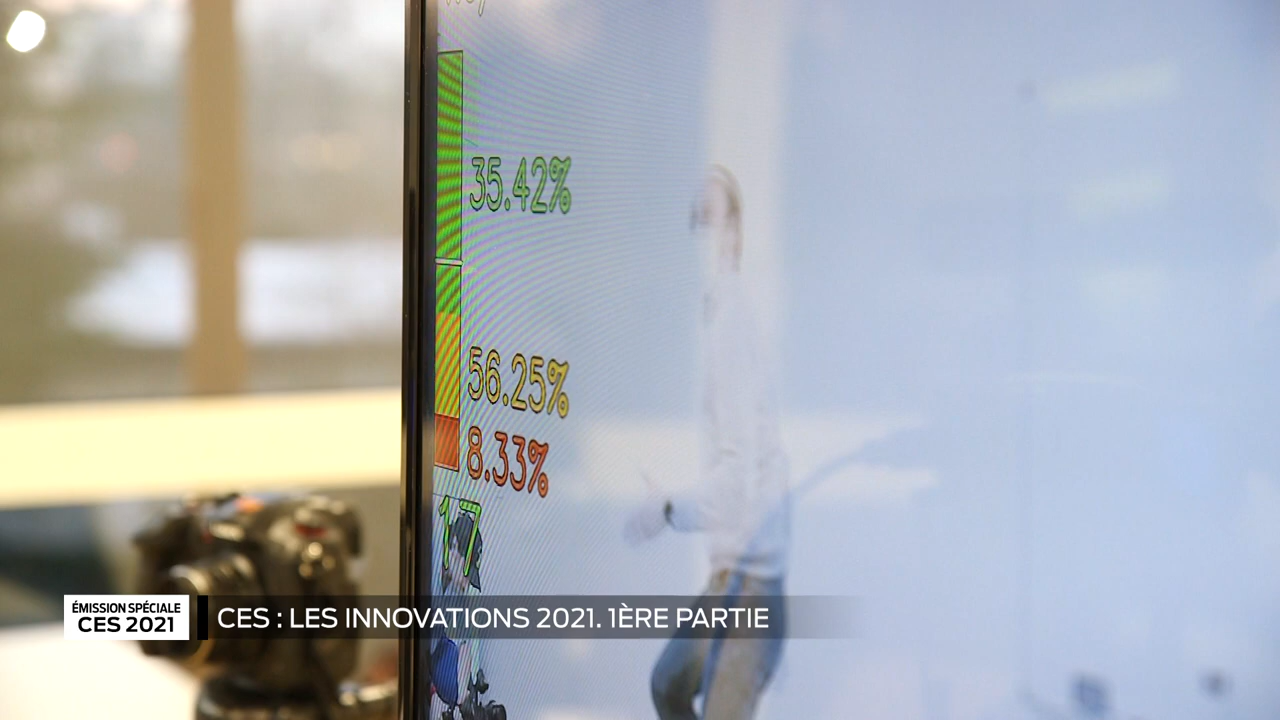 35.42%
56.25%
8.33%
17
ÉMISSION SPÉCIALE
CES 2021
CES : LES INNOVATIONS 2021. 1ÈRE PARTIE